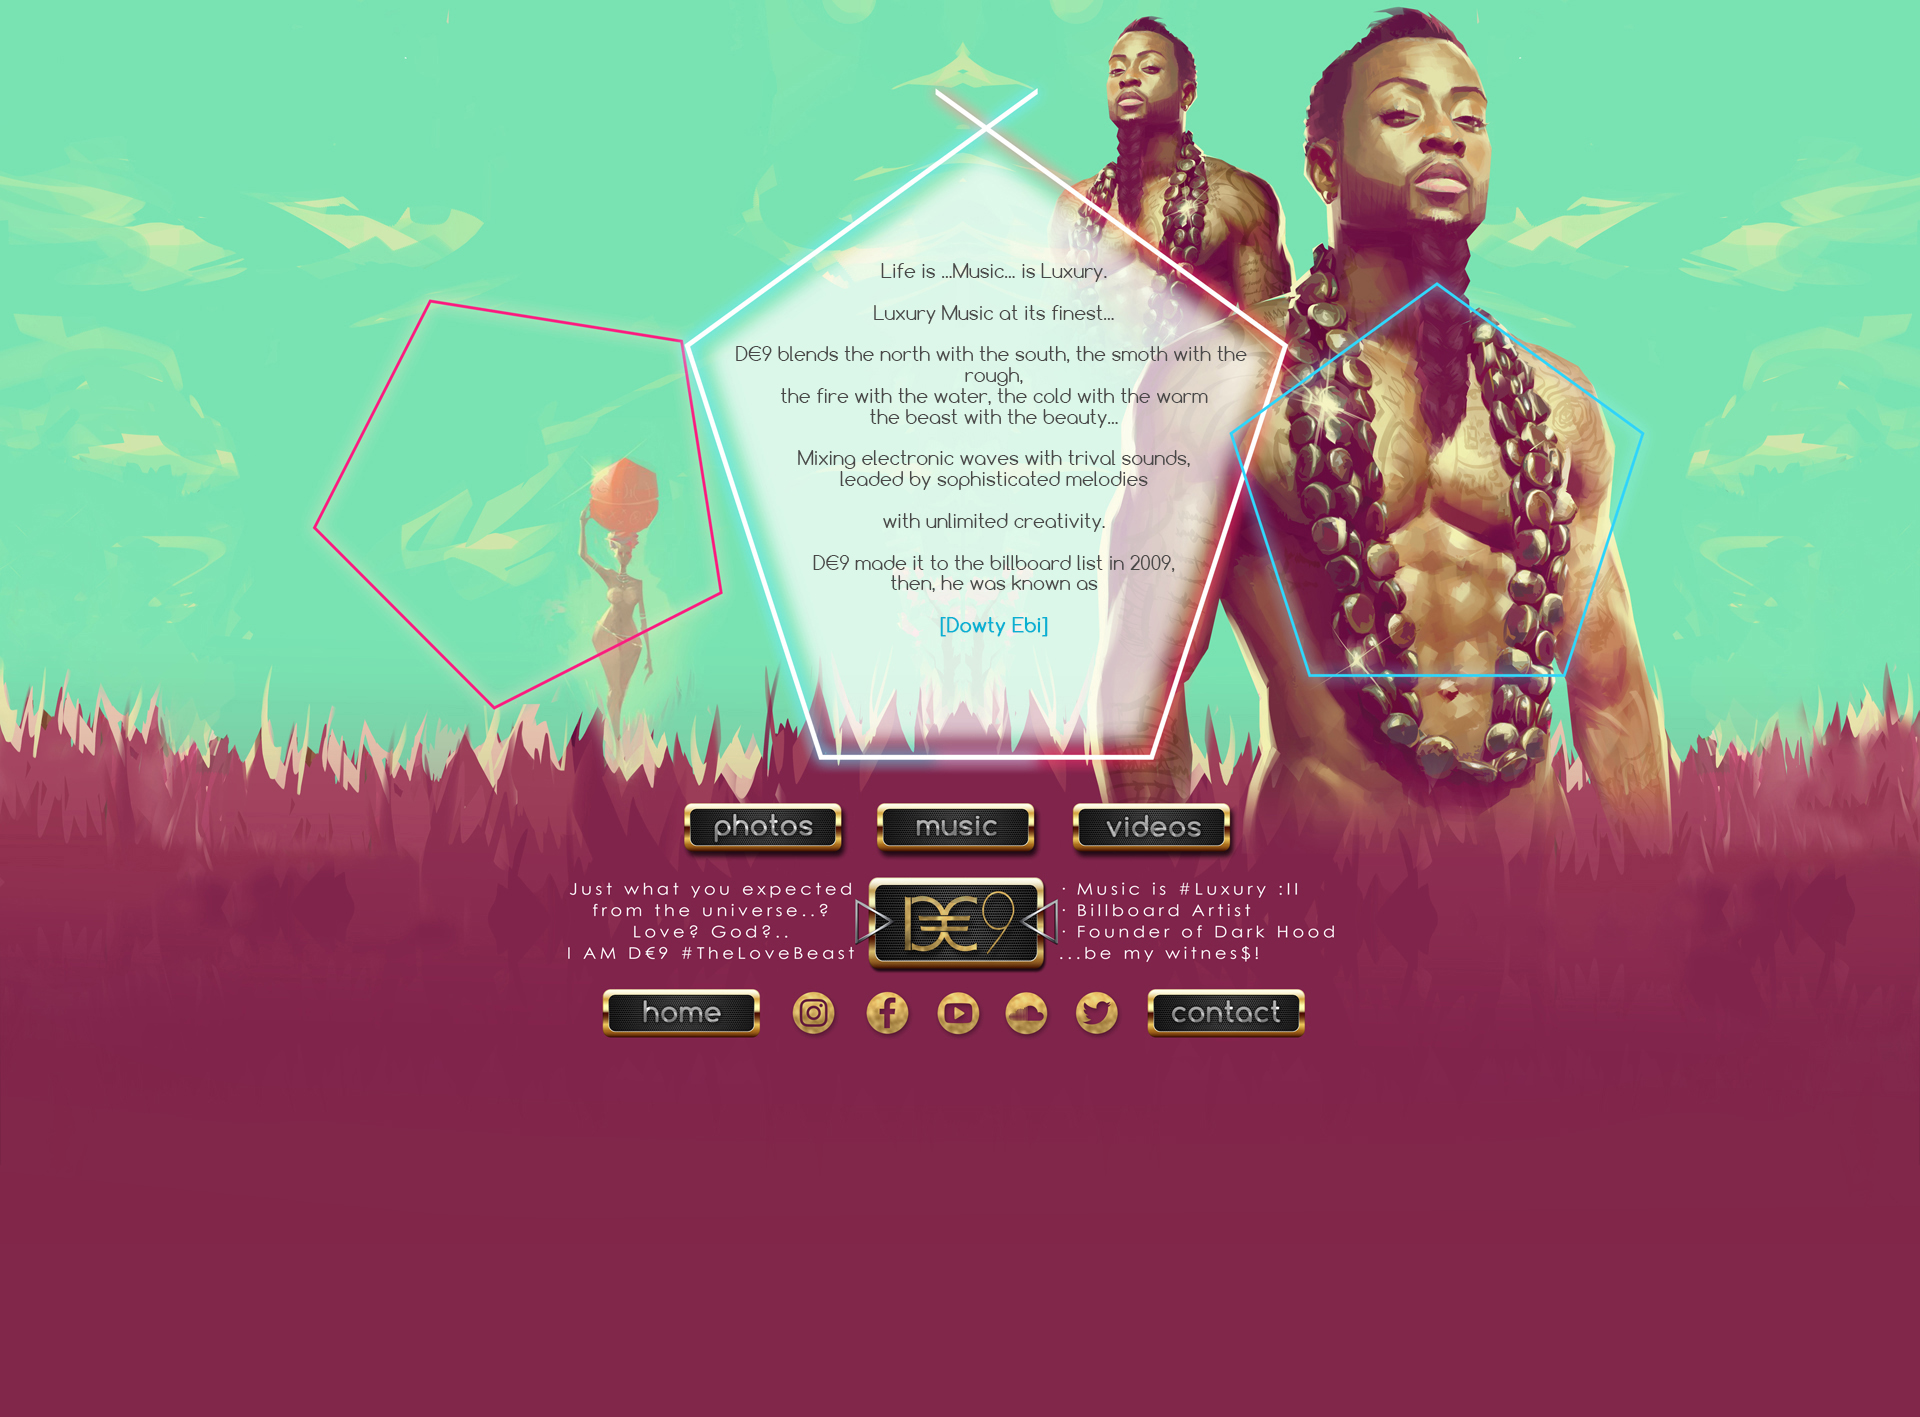 Life is ...Music... is Luxury.
Luxury Music at its finest...
D€9 blends the north with the south, the smoth with the
rough,
the fire with the water, the cold with the warm
the beast with the beauty...
Mixing electronic waves with trival sounds,
leaded by sophisticated melodies
with unlimited creativity.
D€9 made it to the billboard list in 2009,
then, he was known as
[Dowty Ebi]
photos
music
videos
Just what you expected
from the universe..?
Love? God?..
I AM D€9 #TheLoveBeast
D€9
· Music is #Luxury :ll
· Billboard Artist
· Founder of Dark Hood
...be my witnes$!
home
contact